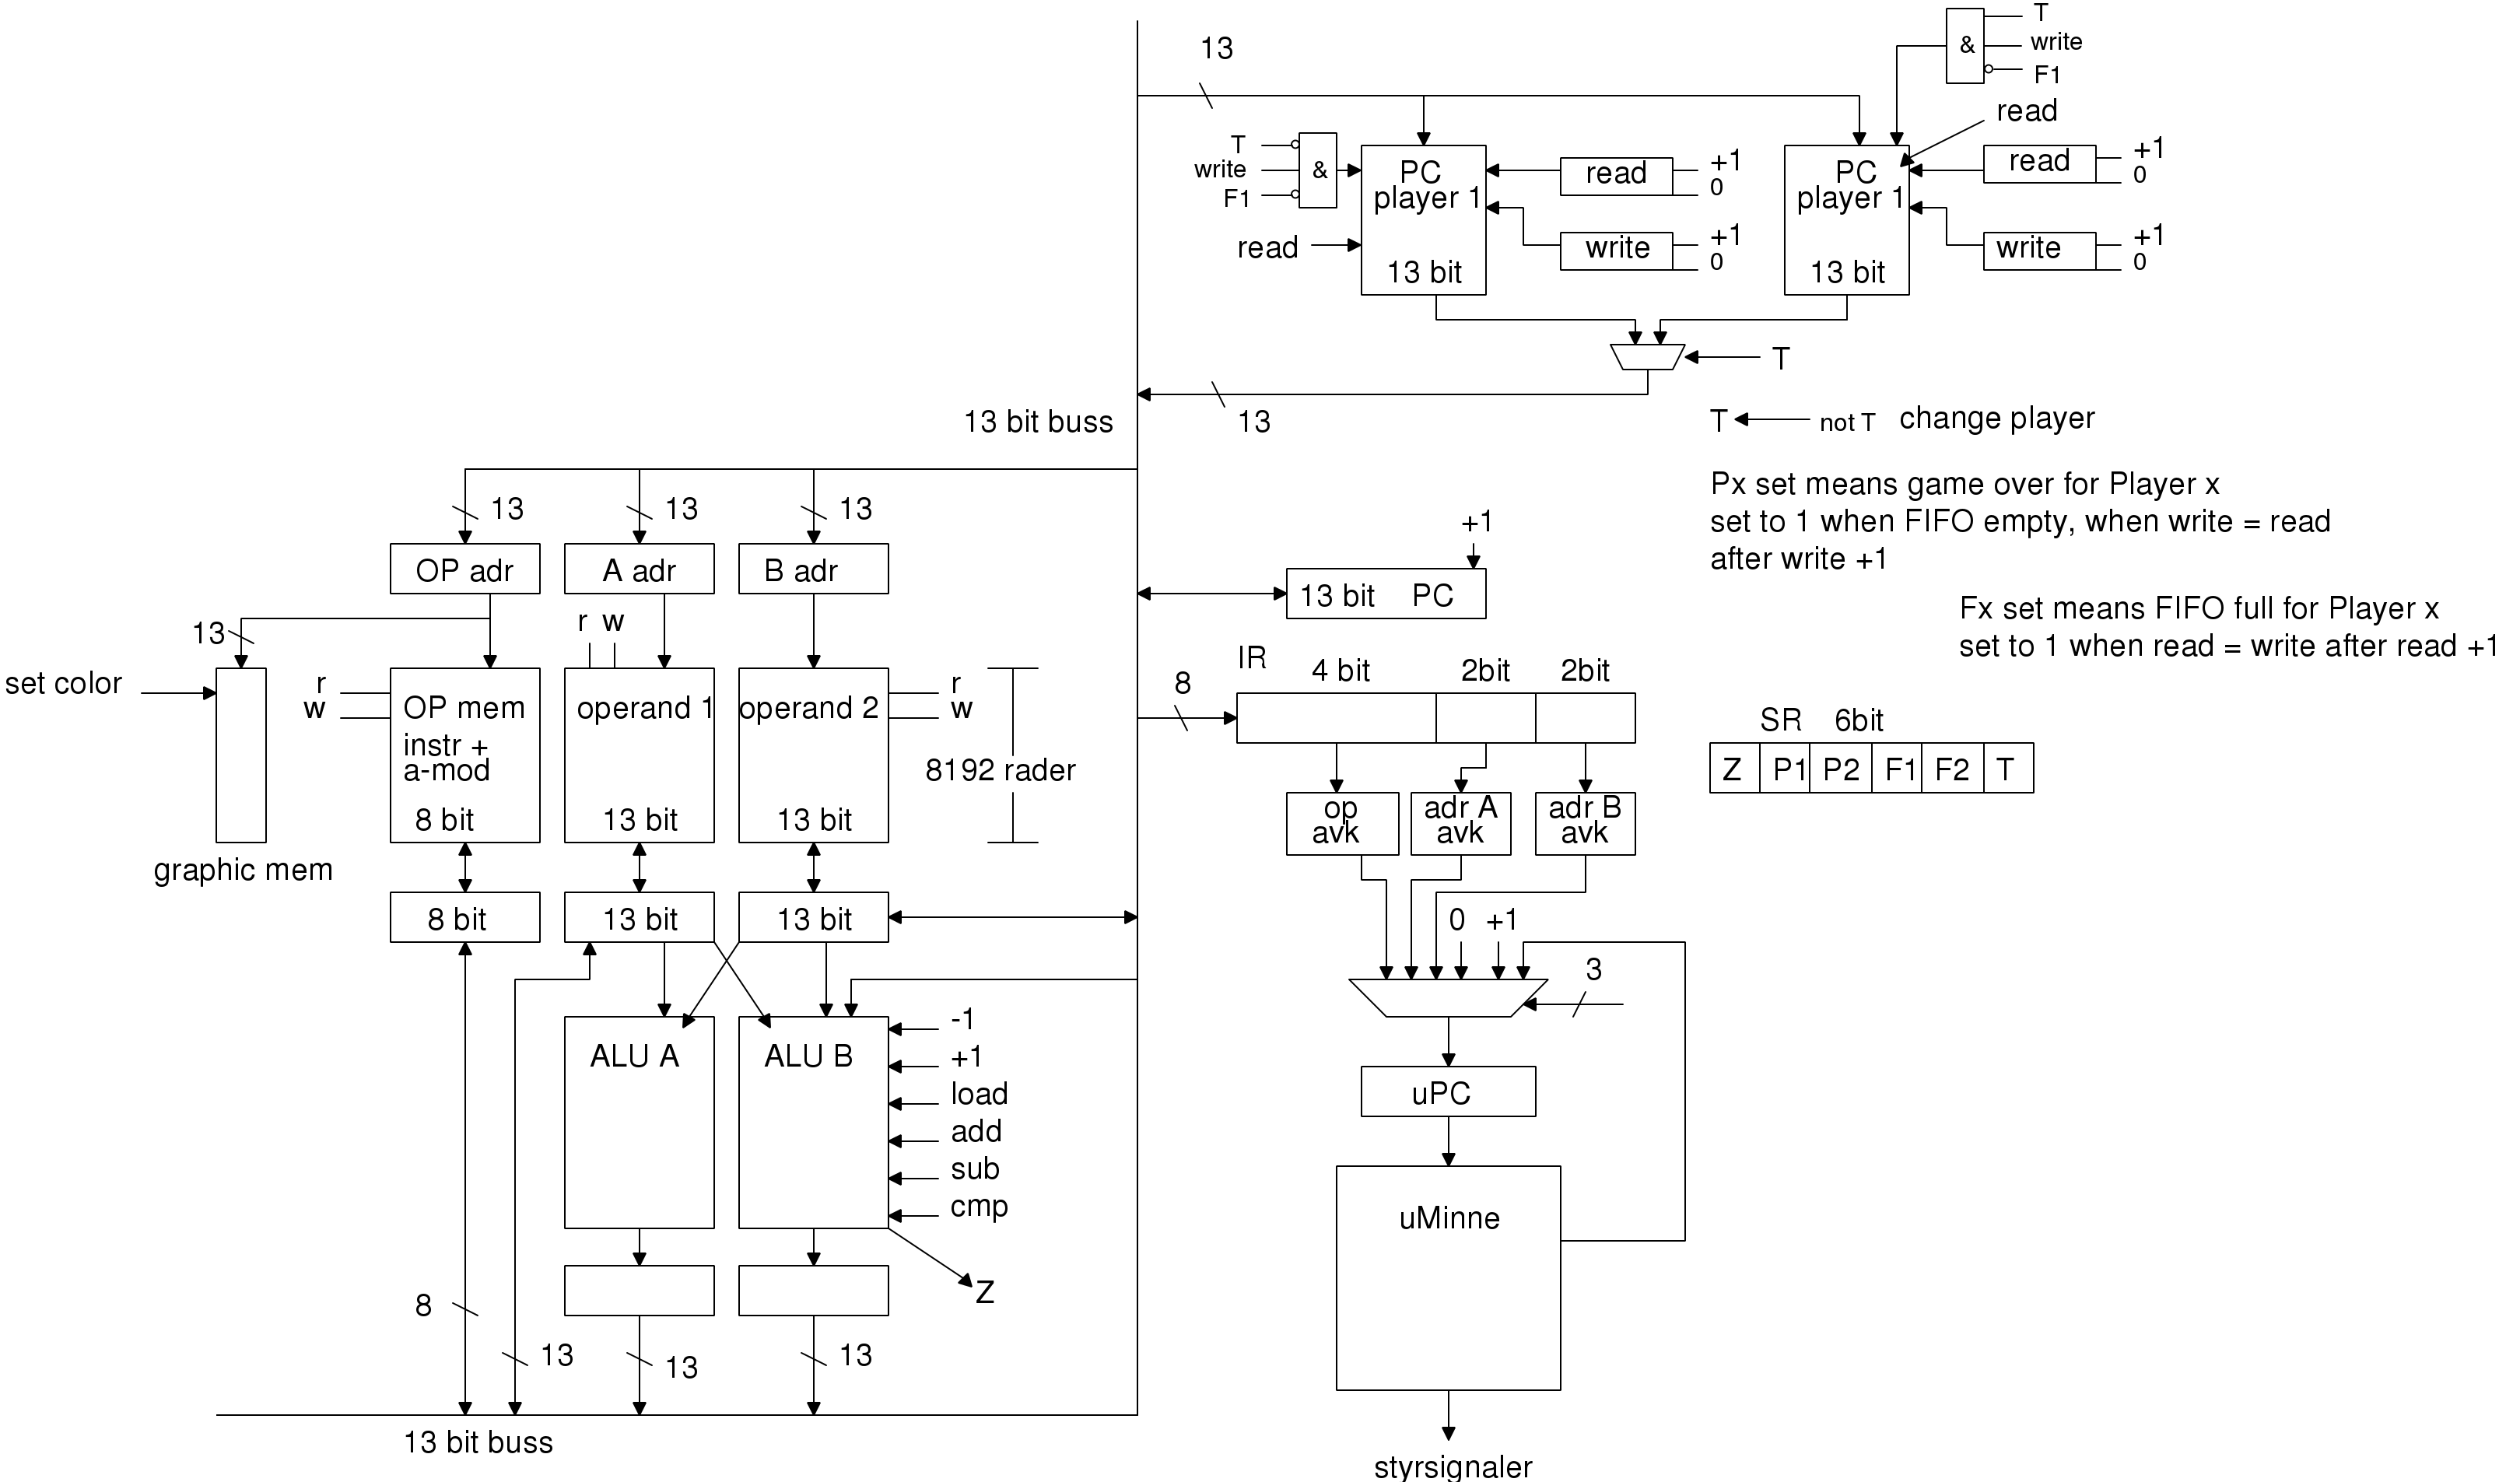 T
write
F1
&
13
read
T
write
F1
&
read
PC
player 1
13 bit
read
+1
0
write
+1
0
PC
player 1
13 bit
read
+1
0
write
+1
0
T
13
13 bit buss
T
not T
change player
Px set means game over for Player x
set to 1 when FIFO empty, when write = read
after write +1
Fx set means FIFO full for Player x
set to 1 when read = write after read +1
13
13
13
OP adr
A adr
B adr
+1
13 bit
PC
13
r w
set color
r
w
OP mem
instr +
a-mod
8 bit
operand 1
13 bit
operand 2
13 bit
r
w
8192 rader
graphic mem
8
IR
4 bit
2bit
2bit
SR
6bit
Z
P1
P2
F1
F2
T
op
avk
adr A
avk
adr B
avk
8 bit
13 bit
13 bit
0
+1
3
ALU A
ALU B
-1
+1
load
add
sub
cmp
Z
uPC
uMinne
8
13
13
13
13 bit buss
styrsignaler